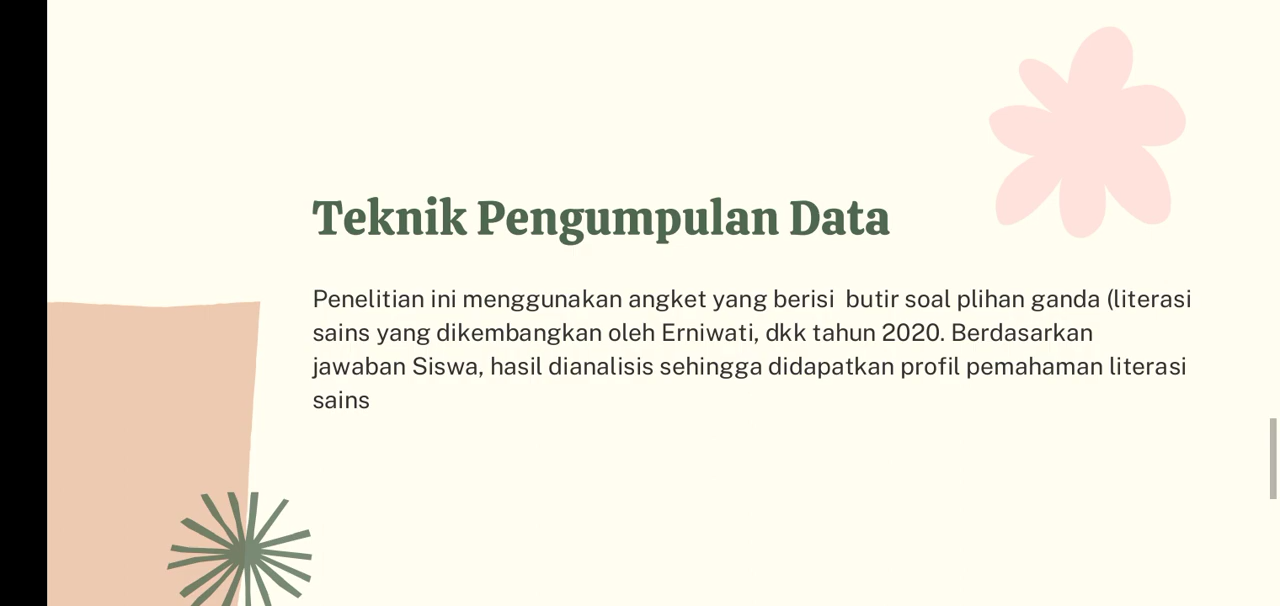 Teknik Pengumpulan Data
Penelitian ini menggunakan angket yang berisi  butir soal plihan ganda (literasi
sains yang dikembangkan oleh Erniwati, dkk tahun 2020. Berdasarkan
jawaban Siswa, hasil dianalisis sehingga didapatkan profil pemahaman literasi
sains